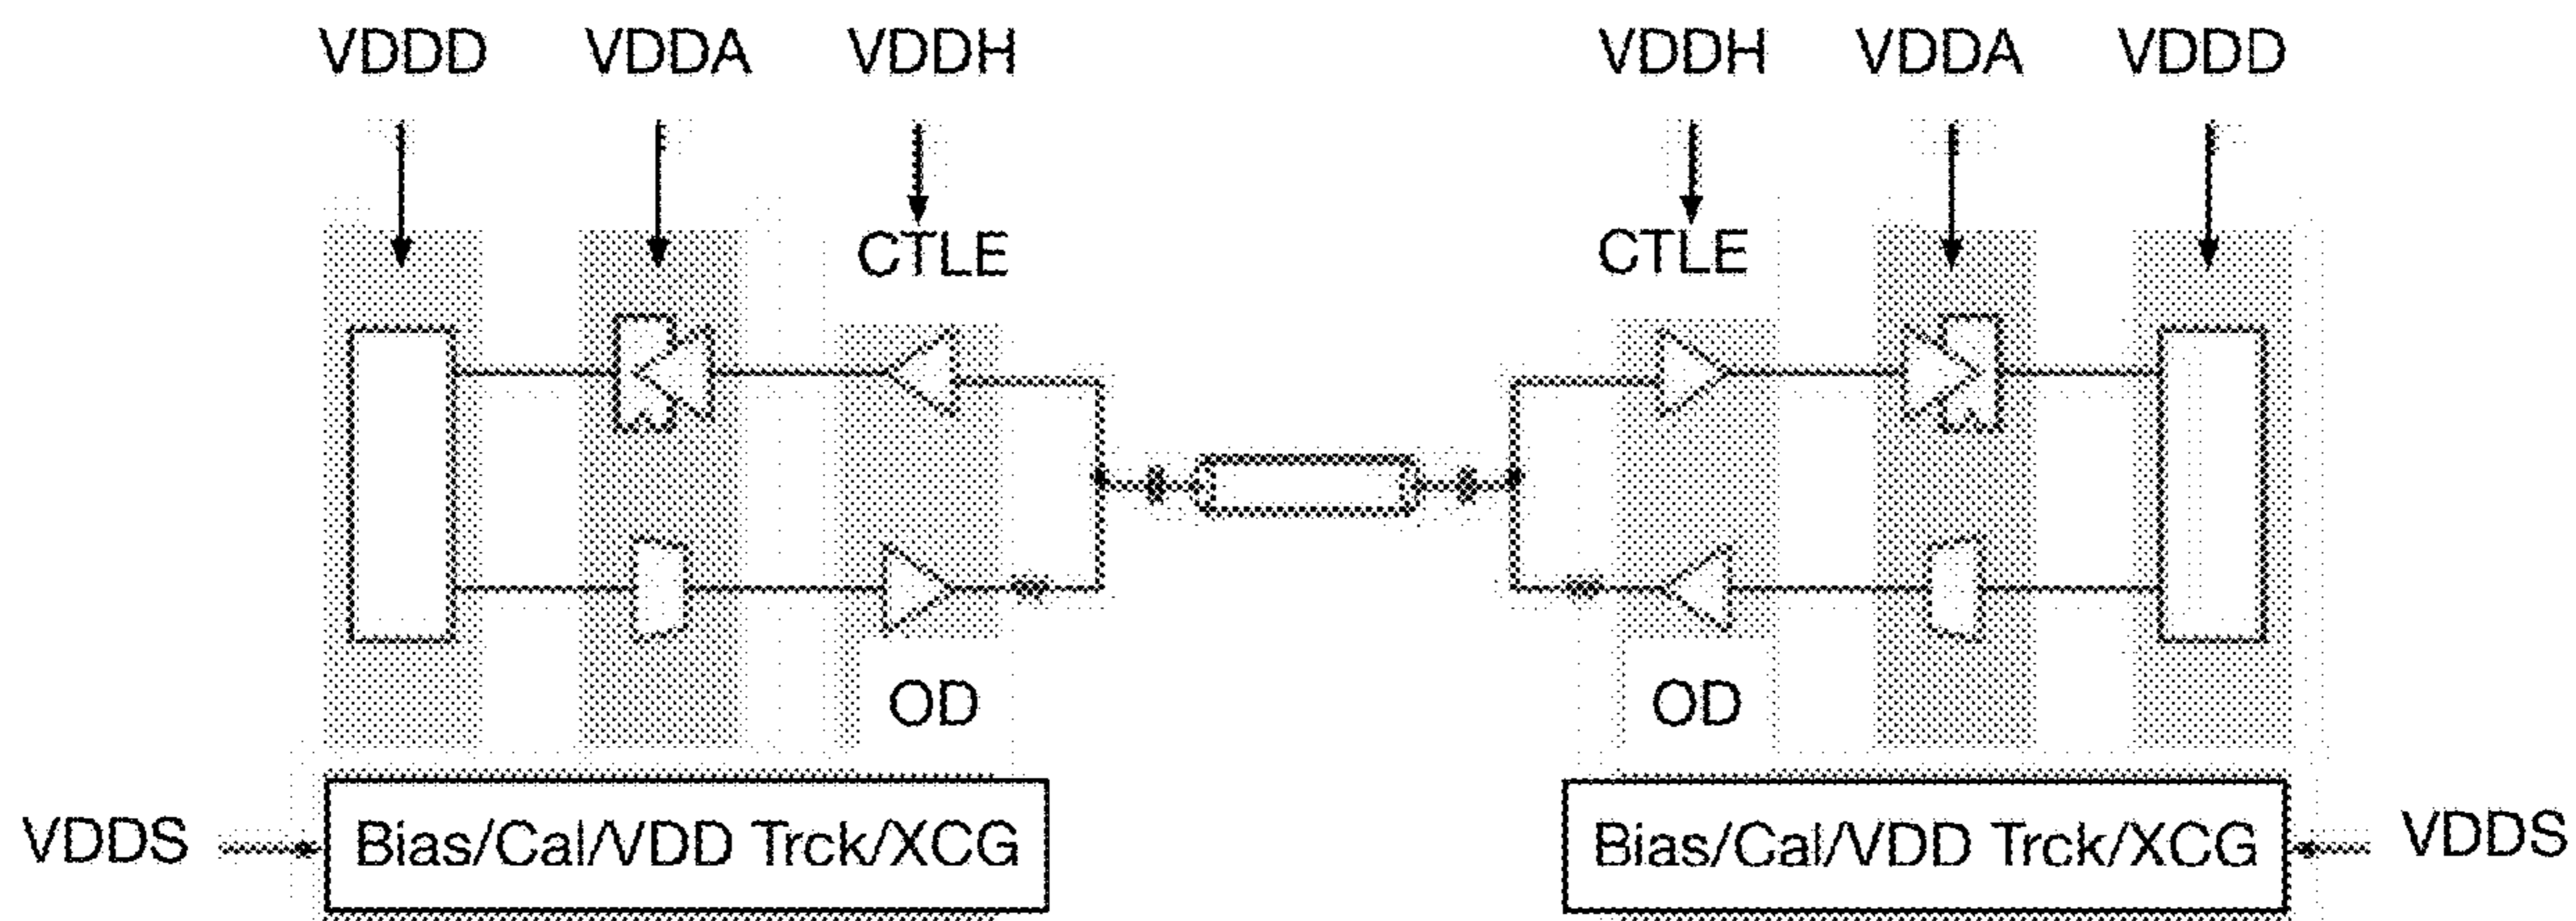 VDDD VDDA VDDH VDDH VDDA VDDD
CTLE CTLE
OD OD
VDDS Bias/Cal/VDD Trck/XCG Bias/Cal/VDD Trck/XCG VDDS